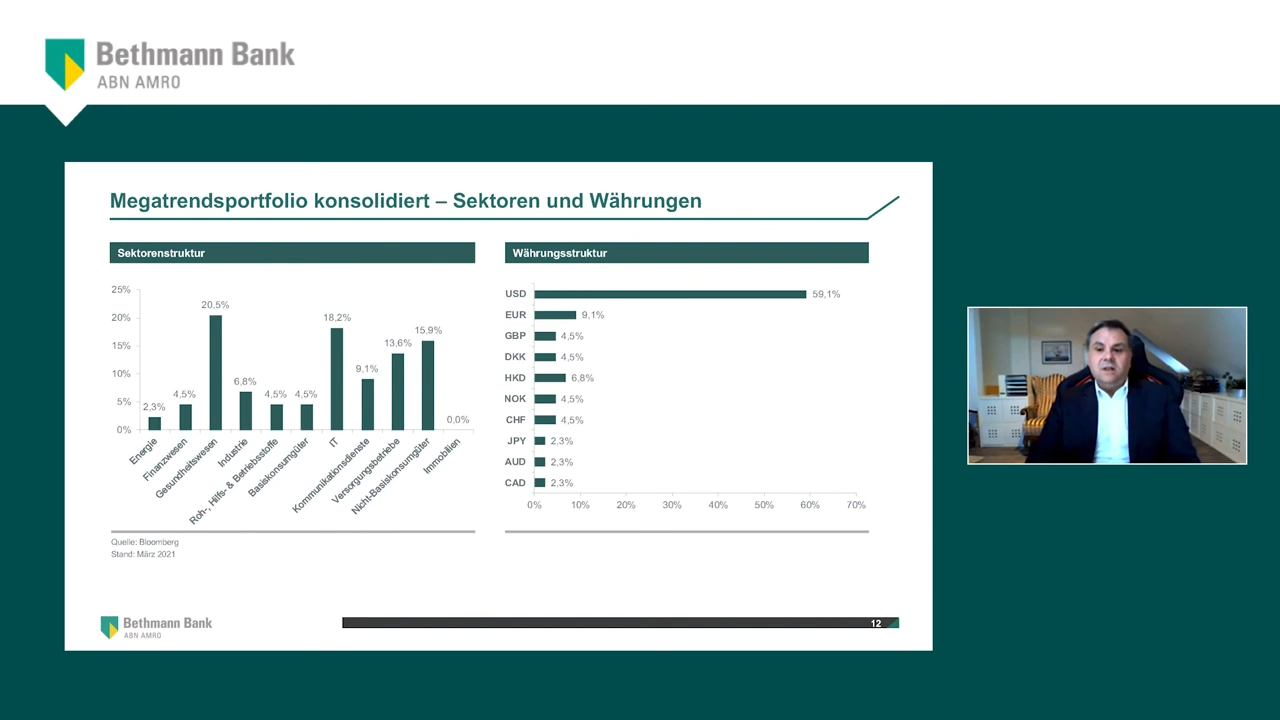 Bethmann Bank
ABN AMRO
Megatrendsportfolio konsolidiert – Sektoren und Währungen
Sektorenstruktur
25%
20%
15%
10%
5%
0%
2,3%
4,5%
20,5%
6,8%
4,5%
4,5%
18,2%
9,1%
13,6%
15,9%
0,0%
Energie
Finanzwesen
Gesundheitswesen
Industrie
Roh-, Hilfs- & Betriebsstoffe
Basiskonsumgüter
IT
Kommunikationsdienste
Versorgungsbetriebe
Nicht-Basiskonsumgüter
Immobilien
Währungsstruktur
USD 59,1%
EUR 9,1%
GBP 4,5%
DKK 4,5%
HKD 6,8%
NOK 4,5%
CHF 4,5%
JPY 2,3%
AUD 2,3%
CAD 2,3%
0% 10% 20% 30% 40% 50% 60% 70%
Quelle: Bloomberg
Stand: März 2021
Bethmann Bank
ABN AMRO
12